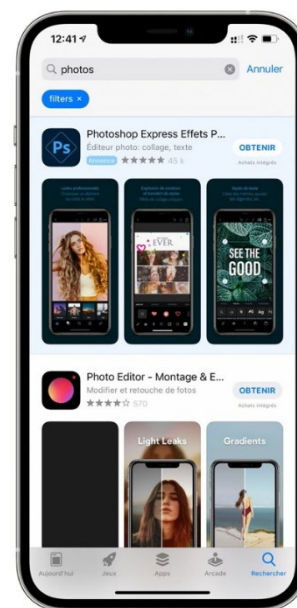 12:41
photos
Annuler
filters ×
Ps
Photoshop Express Effets P...
Éditeur photo: collage, texte
45 k
OBTENIR
Achats intégrés
EVER
SEE THE
GOOD
Photo Editor - Montage & E...
Modifier et retouche de fotos
570
OBTENIR
Achats intégrés
Light Leaks
Gradients
Aujourd'hui
Jeux
Apps
Arcade
Rechercher